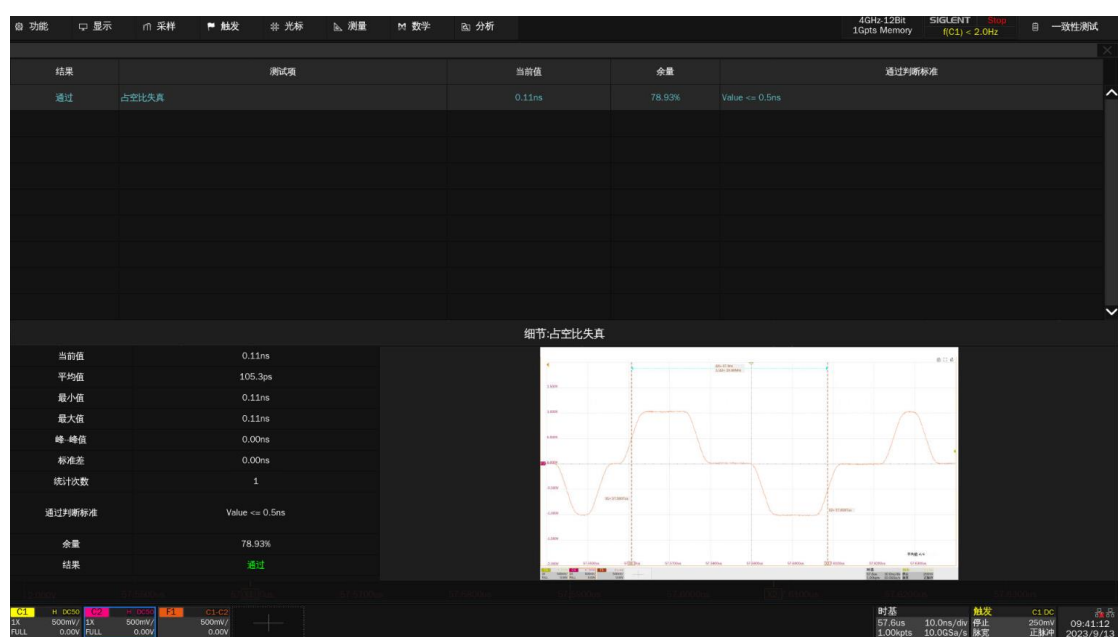 功能 显示 采样 触发 光标 测量 数学 分析 4GHz-12Bit SIGLENT Stop 一致性测试
1Gpts Memory f(C1) < 2.0Hz
结果 测试项 当前值 余量 通过判断标准
通过 占空比失真 0.11ns 78.93% Value <= 0.5ns
细节:占空比失真
当前值 0.11ns
平均值 105.3ps
最小值 0.11ns
最大值 0.11ns
峰-峰值 0.00ns
标准差 0.00ns
统计次数 1
通过判断标准 Value <= 0.5ns
余量 78.93%
结果 通过
C1 H DC50 C2 H DC50 F1 C1-C2 时基 触发 C1 DC
1X 500mV/ 1X 500mV/ 500mV/ 57.6us 10.0ns/div 停止 250mV 09:41:12
FULL 0.00V FULL 0.00V 0.00V 1.00kpts 10.0GSa/s 脉宽 正脉冲 2023/9/13